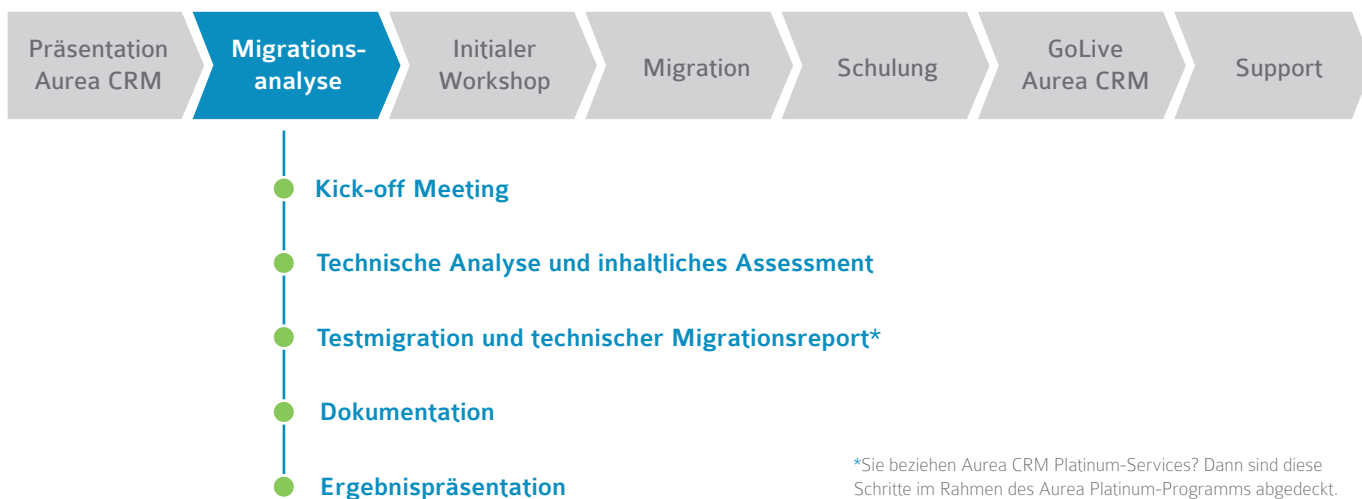 Präsentation
Aurea CRM
Migrations-
analyse
Initialer
Workshop
Migration
Schulung
GoLive
Aurea CRM
Support
Kick-off Meeting
Technische Analyse und inhaltliches Assessment
Testmigration und technischer Migrationsreport*
Dokumentation
Ergebnispräsentation
*Sie beziehen Aurea CRM Platinum-Services? Dann sind diese
Schritte im Rahmen des Aurea Platinum-Programms abgedeckt.